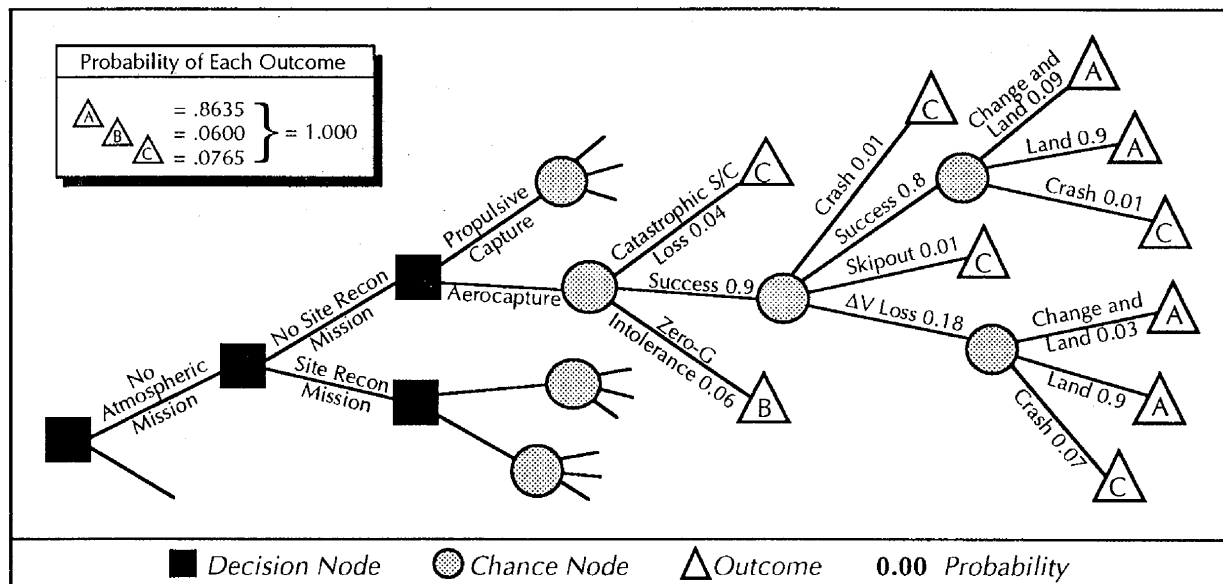 Probability of Each Outcome
A = .8635
B = .0600 } = 1.000
C = .0765
No
Atmospheric
Mission
No Site Recon
Mission
Site Recon
Mission
Propulsive
Capture
Aerocapture
Catastrophic S/C
Loss 0.04
C
Success 0.9
Zero-G
Intolerance 0.06
B
Crash 0.01
C
Success 0.8
Skipout 0.01
C
ΔV Loss 0.18
Change and
Land 0.09
A
Land 0.9
A
Crash 0.01
C
Change and
Land 0.03
A
Land 0.9
A
Crash 0.07
C
Decision Node
Chance Node
Outcome
0.00 Probability